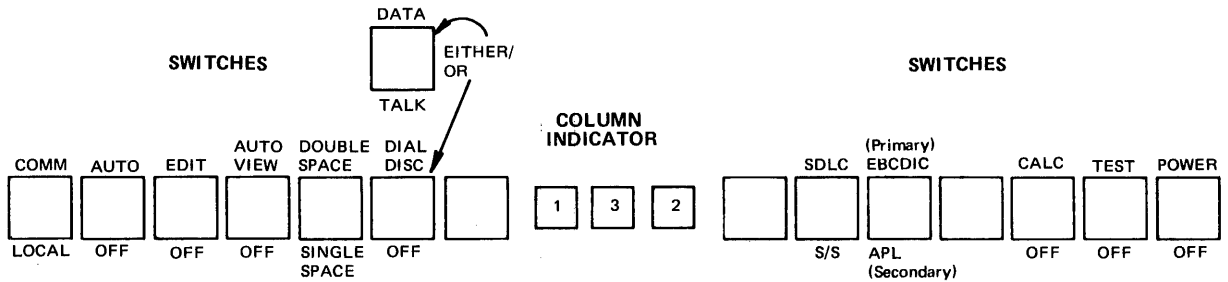 DATA
EITHER/
OR
TALK
SWITCHES
SWITCHES
COLUMN
INDICATOR
COMM
AUTO
EDIT
AUTO
VIEW
DOUBLE
SPACE
DIAL
DISC
(Primary)
SDLC
EBCDIC
CALC
TEST
POWER
1 3 2
LOCAL
OFF
OFF
OFF
SINGLE
SPACE
OFF
S/S
APL
(Secondary)
OFF
OFF
OFF